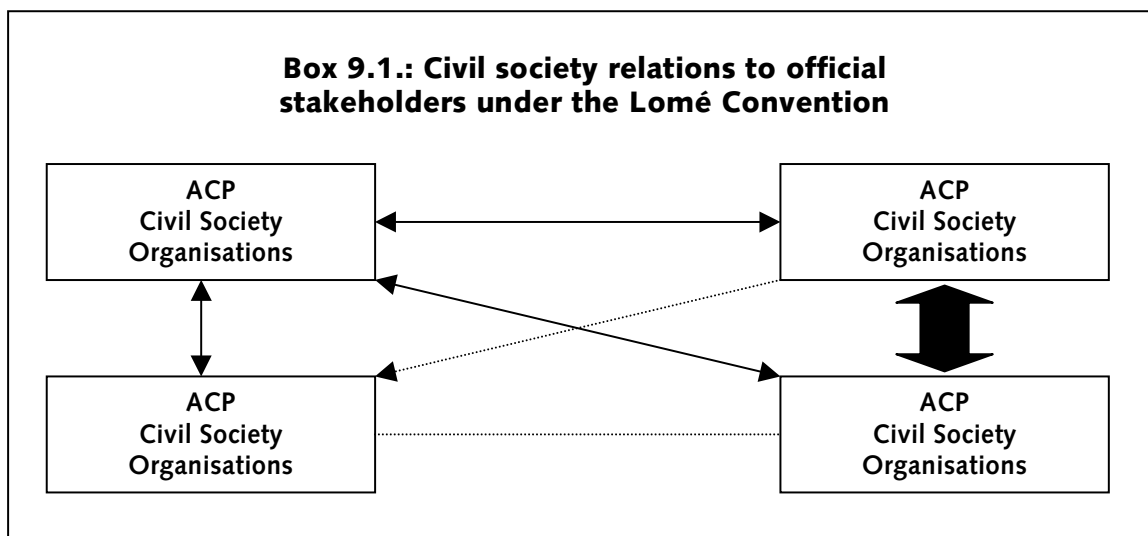 Box 9.1.: Civil society relations to official
stakeholders under the Lomé Convention
ACP
Civil Society
Organisations
ACP
Civil Society
Organisations
ACP
Civil Society
Organisations
ACP
Civil Society
Organisations